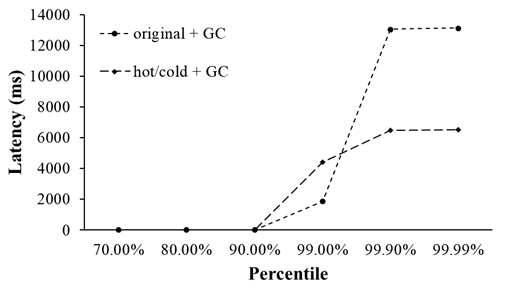 14000
12000
10000
8000
6000
4000
2000
0
Latency (ms)
original + GC
hot/cold + GC
70.00% 80.00% 90.00% 99.00% 99.90% 99.99%
Percentile